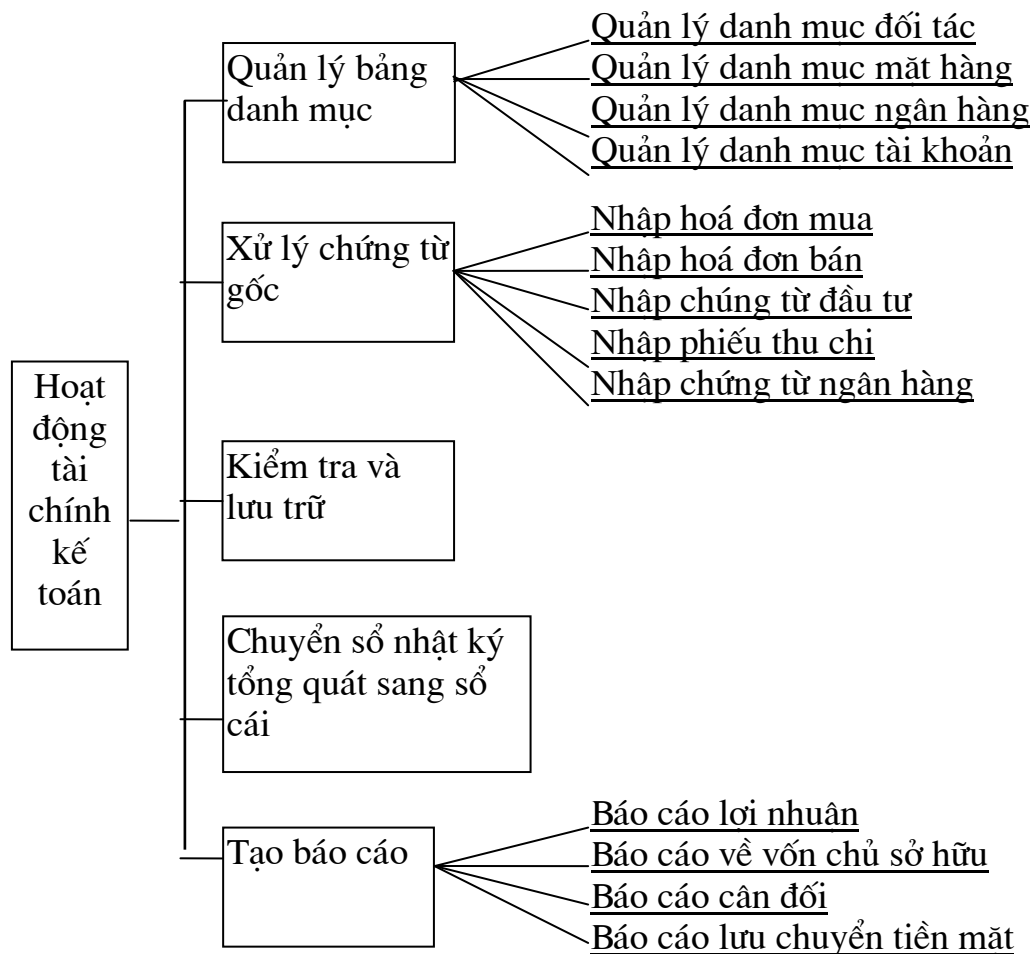 Hoạt
động
tài
chính
kế
toán
Quản lý bảng
danh mục
Quản lý danh mục đối tác
Quản lý danh mục mặt hàng
Quản lý danh mục ngân hàng
Quản lý danh mục tài khoản
Xử lý chứng từ
gốc
Nhập hoá đơn mua
Nhập hoá đơn bán
Nhập chúng từ đầu tư
Nhập phiếu thu chi
Nhập chứng từ ngân hàng
Kiểm tra và
lưu trữ
Chuyển sổ nhật ký
tổng quát sang sổ
cái
Tạo báo cáo
Báo cáo lợi nhuận
Báo cáo về vốn chủ sở hữu
Báo cáo cân đối
Báo cáo lưu chuyển tiền mặt